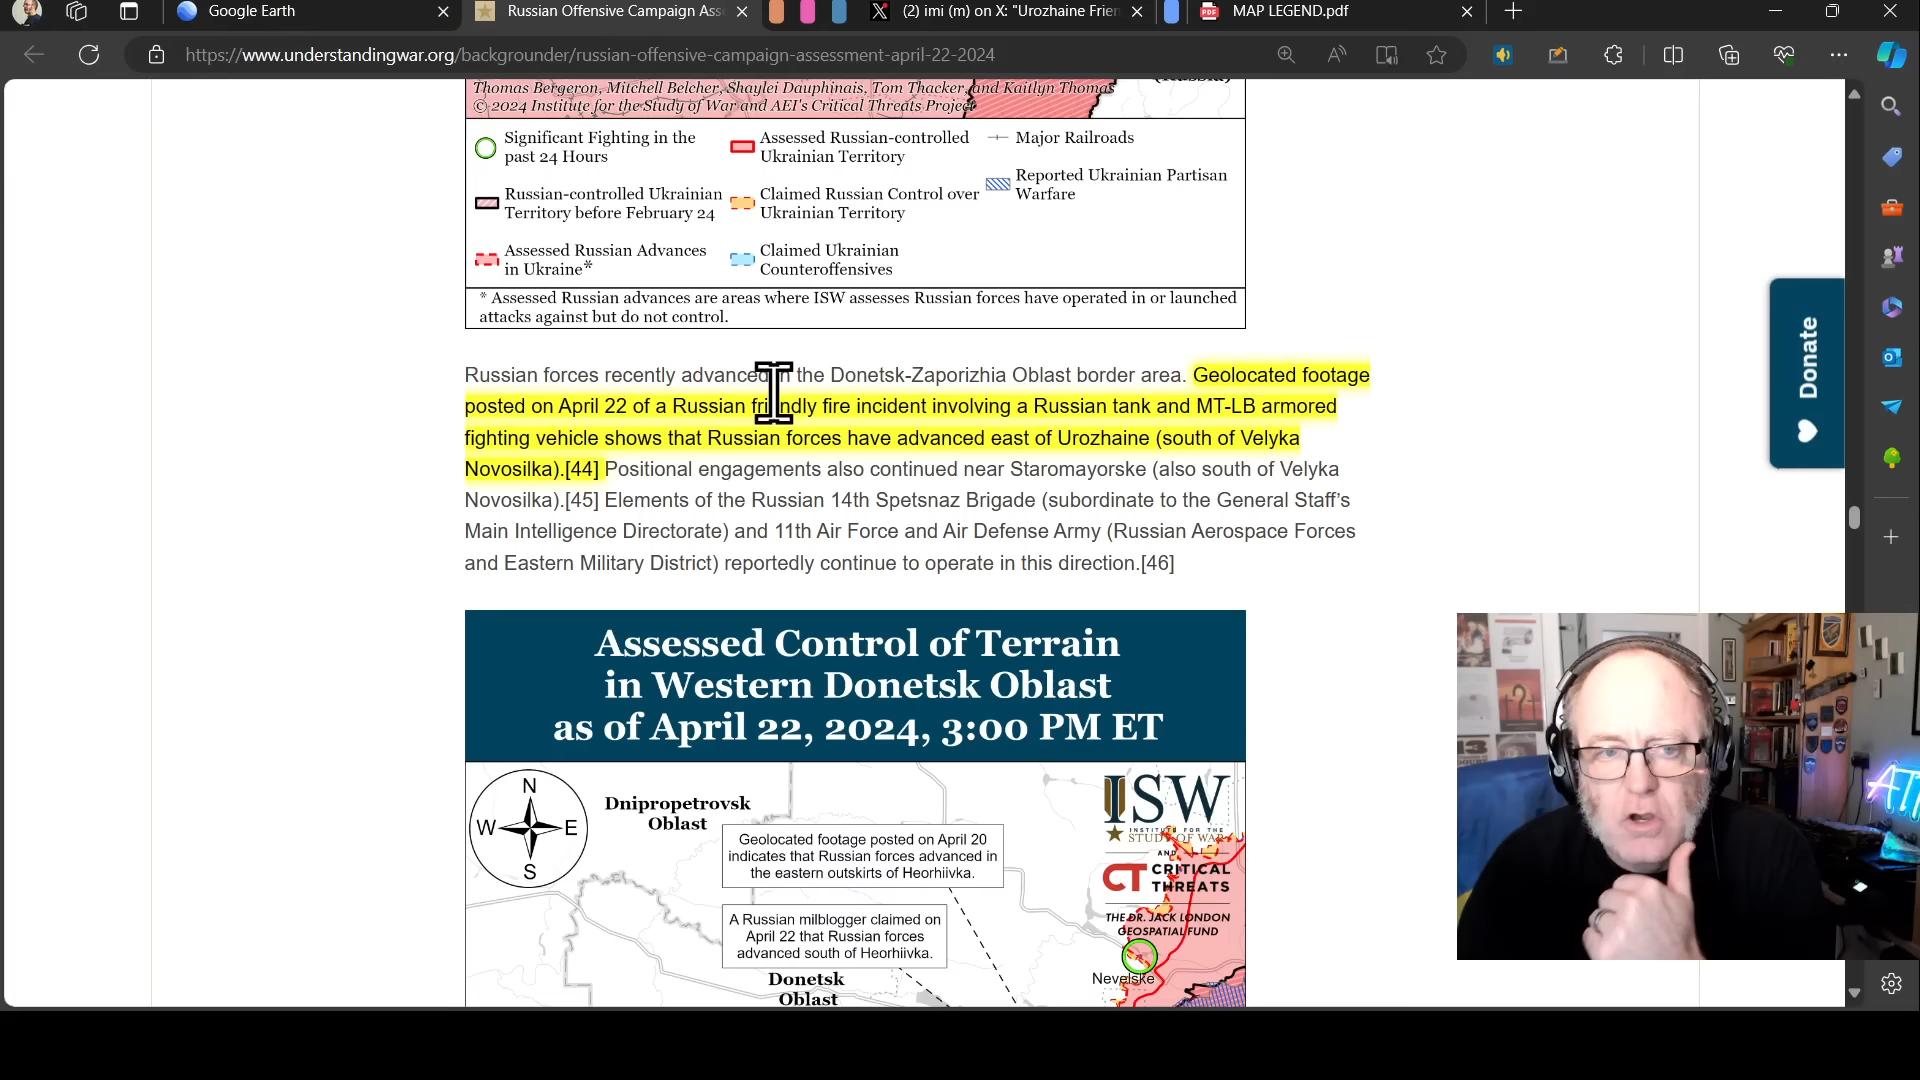 Google Earth
Russian Offensive Campaign Ass
(2) imi (m) on X: "Urozhaine Frien
MAP LEGEND.pdf
https://www.understandingwar.org/backgrounder/russian-offensive-campaign-assessment-april-22-2024
Thomas Bergeron, Mitchell Belcher, Shaylei Dauphinais, Tom Thacker, and Kaitlyn Thomas
© 2024 Institute for the Study of War and AEI's Critical Threats Project
(Russia)
Significant Fighting in the
past 24 Hours
Russian-controlled Ukrainian
Territory before February 24
Assessed Russian Advances
in Ukraine*
Assessed Russian-controlled
Ukrainian Territory
Claimed Russian Control over
Ukrainian Territory
Claimed Ukrainian
Counteroffensives
Major Railroads
Reported Ukrainian Partisan
Warfare
* Assessed Russian advances are areas where ISW assesses Russian forces have operated in or launched
attacks against but do not control.
Russian forces recently advanced in the Donetsk-Zaporizhia Oblast border area. Geolocated footage
posted on April 22 of a Russian friendly fire incident involving a Russian tank and MT-LB armored
fighting vehicle shows that Russian forces have advanced east of Urozhaine (south of Velyka
Novosilka).[44] Positional engagements also continued near Staromayorske (also south of Velyka
Novosilka).[45] Elements of the Russian 14th Spetsnaz Brigade (subordinate to the General Staff's
Main Intelligence Directorate) and 11th Air Force and Air Defense Army (Russian Aerospace Forces
and Eastern Military District) reportedly continue to operate in this direction.[46]
Donate
Assessed Control of Terrain
in Western Donetsk Oblast
as of April 22, 2024, 3:00 PM ET
N
W E
S
Dnipropetrovsk
Oblast
Geolocated footage posted on April 20
indicates that Russian forces advanced in
the eastern outskirts of Heorhiivka.
A Russian milblogger claimed on
April 22 that Russian forces
advanced south of Heorhiivka.
Donetsk
Oblast
ISW
INSTITUTE FOR THE
STUDY OF WAR
AND
CT CRITICAL
THREATS
THE DR. JACK LONDON
GEOSPATIAL FUND
Nevelske
ATP